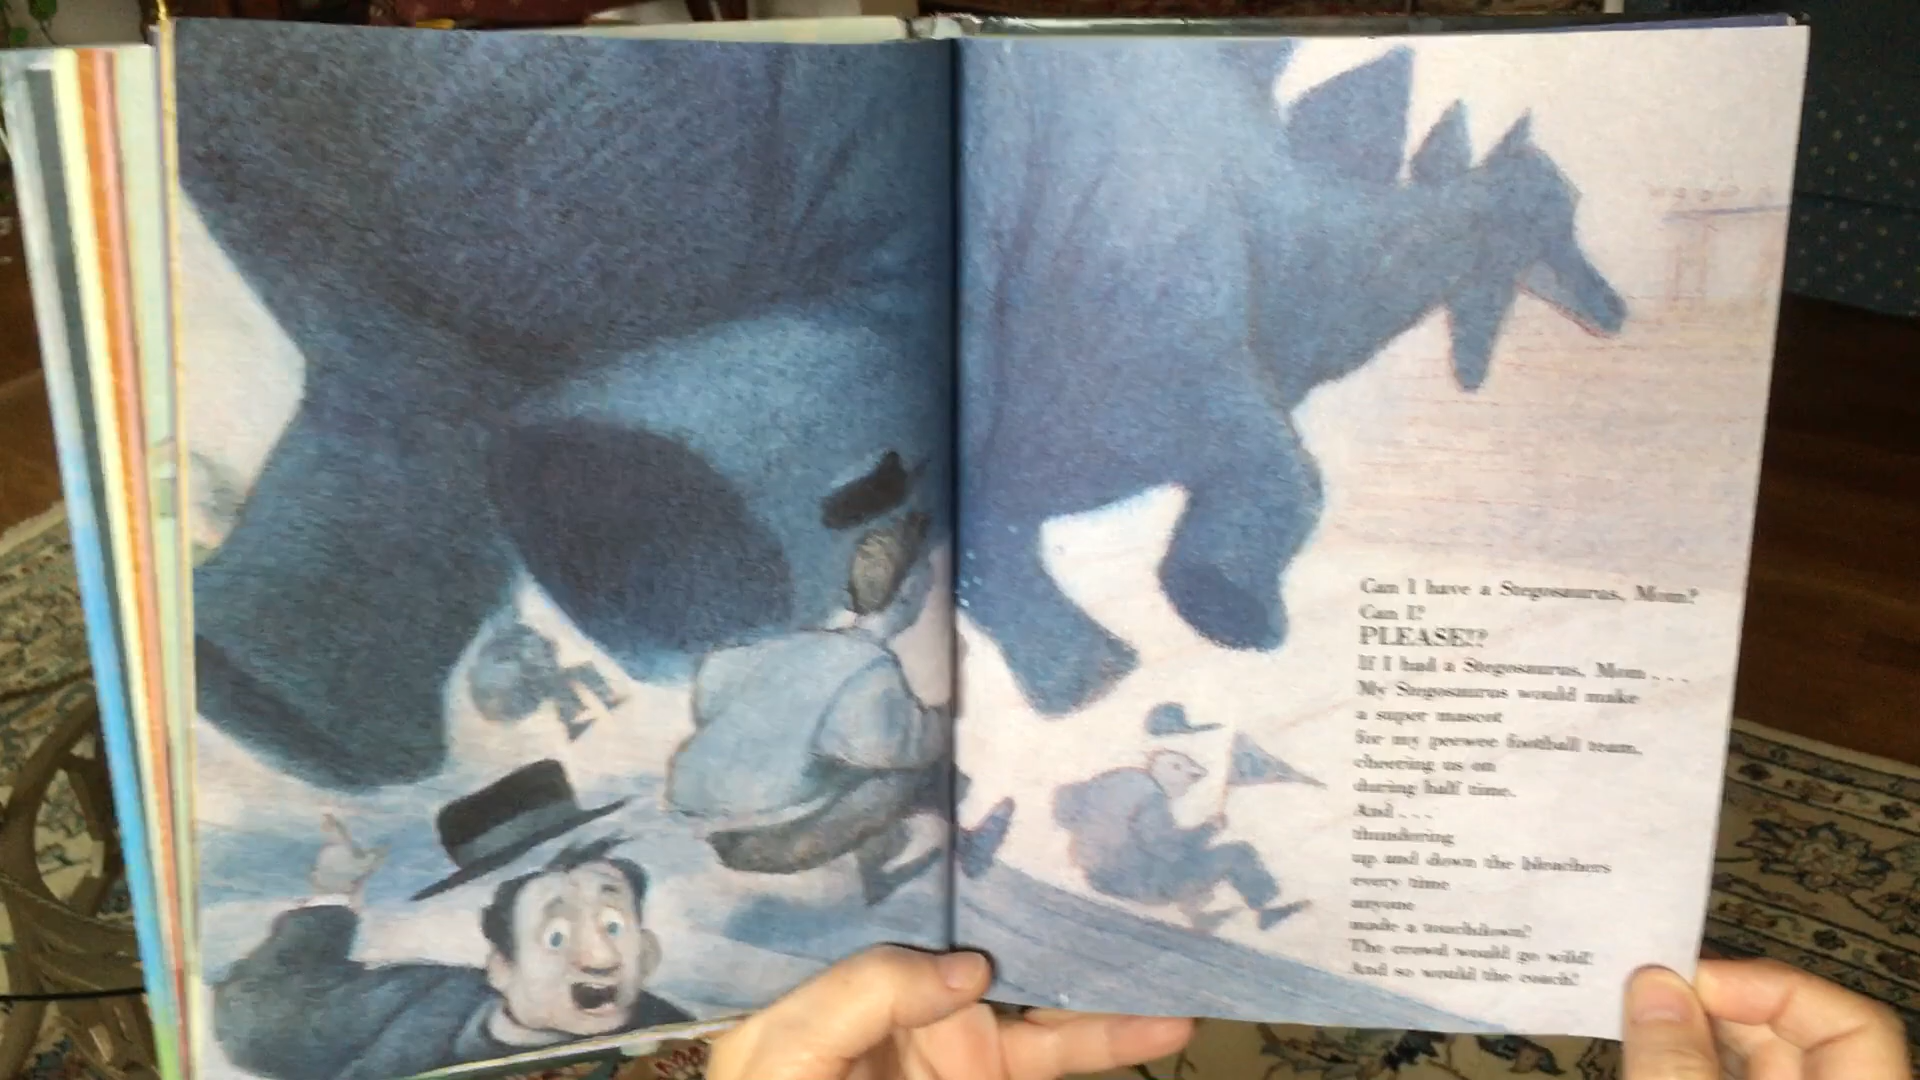 Can I have a Stegosaurus, Mom?
Can I?
PLEASE!?
If I had a Stegosaurus, Mom . . .
My Stegosaurus would make
a super mascot
for my peewee football team,
cheering us on
during half time.
And . . .
thundering
up and down the bleachers
every time
anyone
made a touchdown!
The crowd would go wild!
And so would the coach!